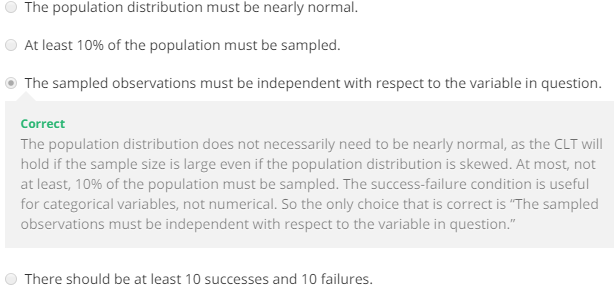 The population distribution must be nearly normal.
At least 10% of the population must be sampled.
The sampled observations must be independent with respect to the variable in question.
Correct
The population distribution does not necessarily need to be nearly normal, as the CLT will
hold if the sample size is large even if the population distribution is skewed. At most, not
at least, 10% of the population must be sampled. The success-failure condition is useful
for categorical variables, not numerical. So the only choice that is correct is “The sampled
observations must be independent with respect to the variable in question.”
There should be at least 10 successes and 10 failures.